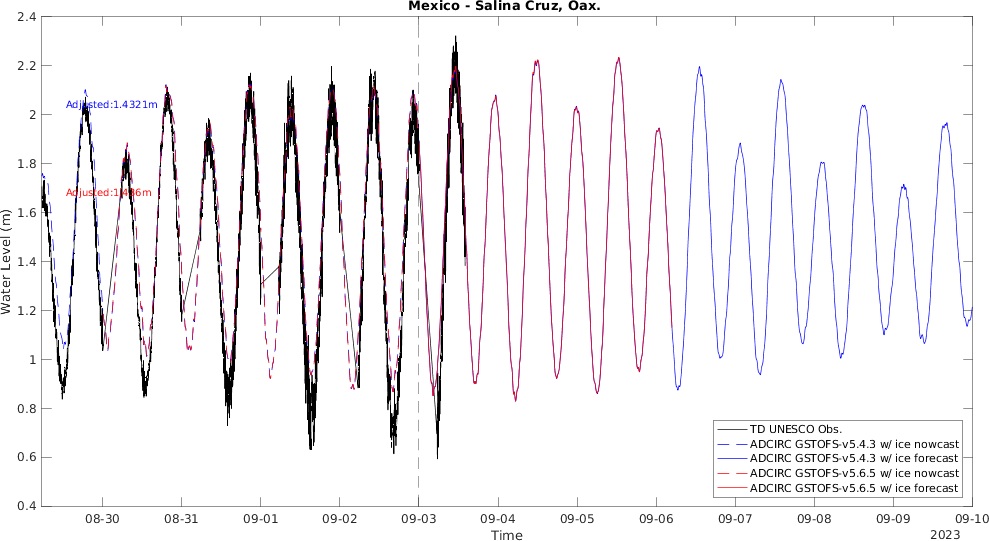 Mexico - Salina Cruz, Oax.
2.4
2.2
2
1.8
1.6
1.4
1.2
1
0.8
0.6
0.4
Water Level (m)
Adjusted:1.4321m
Adjusted:1.436m
TD UNESCO Obs.
ADCIRC GSTOFS-v5.4.3 w/ ice nowcast
ADCIRC GSTOFS-v5.4.3 w/ ice forecast
ADCIRC GSTOFS-v5.6.5 w/ ice nowcast
ADCIRC GSTOFS-v5.6.5 w/ ice forecast
08-30 08-31 09-01 09-02 09-03 09-04 09-05 09-06 09-07 09-08 09-09 09-10
Time
2023